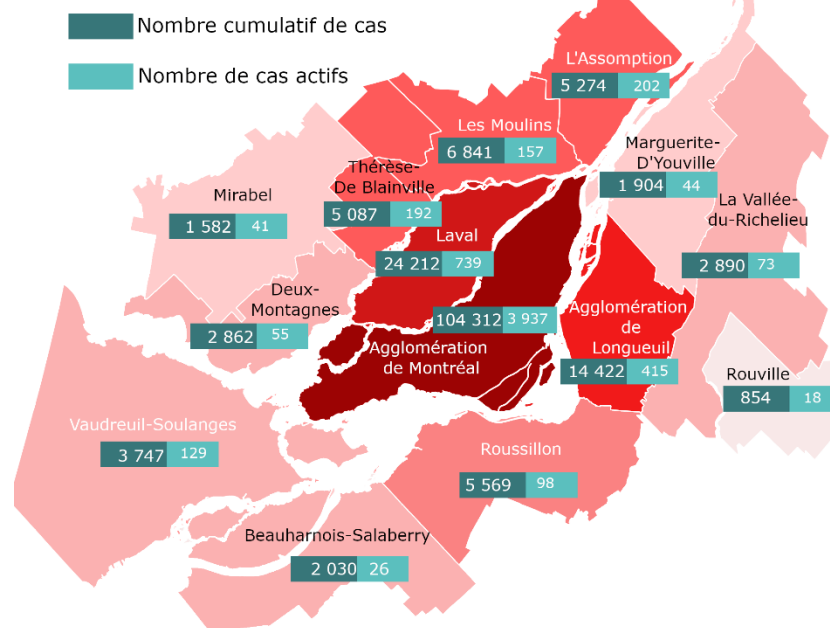 Nombre cumulatif de cas
Nombre de cas actifs
L'Assomption
5 274 202
Les Moulins
6 841 157
Marguerite-
D'Youville
1 904 44
Thérèse-
De Blainville
5 087 192
Mirabel
1 582 41
La Vallée-
du-Richelieu
2 890 73
Laval
24 212 739
Deux-
Montagnes
2 862 55
104 312 3 937
Agglomération
de Montréal
Agglomération
de
Longueuil
14 422 415
Rouville
854 18
Vaudreuil-Soulanges
3 747 129
Roussillon
5 569 98
Beauharnois-Salaberry
2 030 26